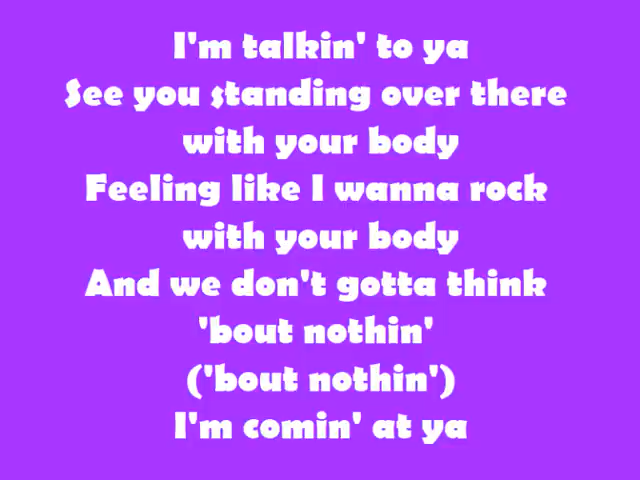 I'm talkin' to ya
See you standing over there
with your body
Feeling like I wanna rock
with your body
And we don't gotta think
'bout nothin'
('bout nothin')
I'm comin' at ya